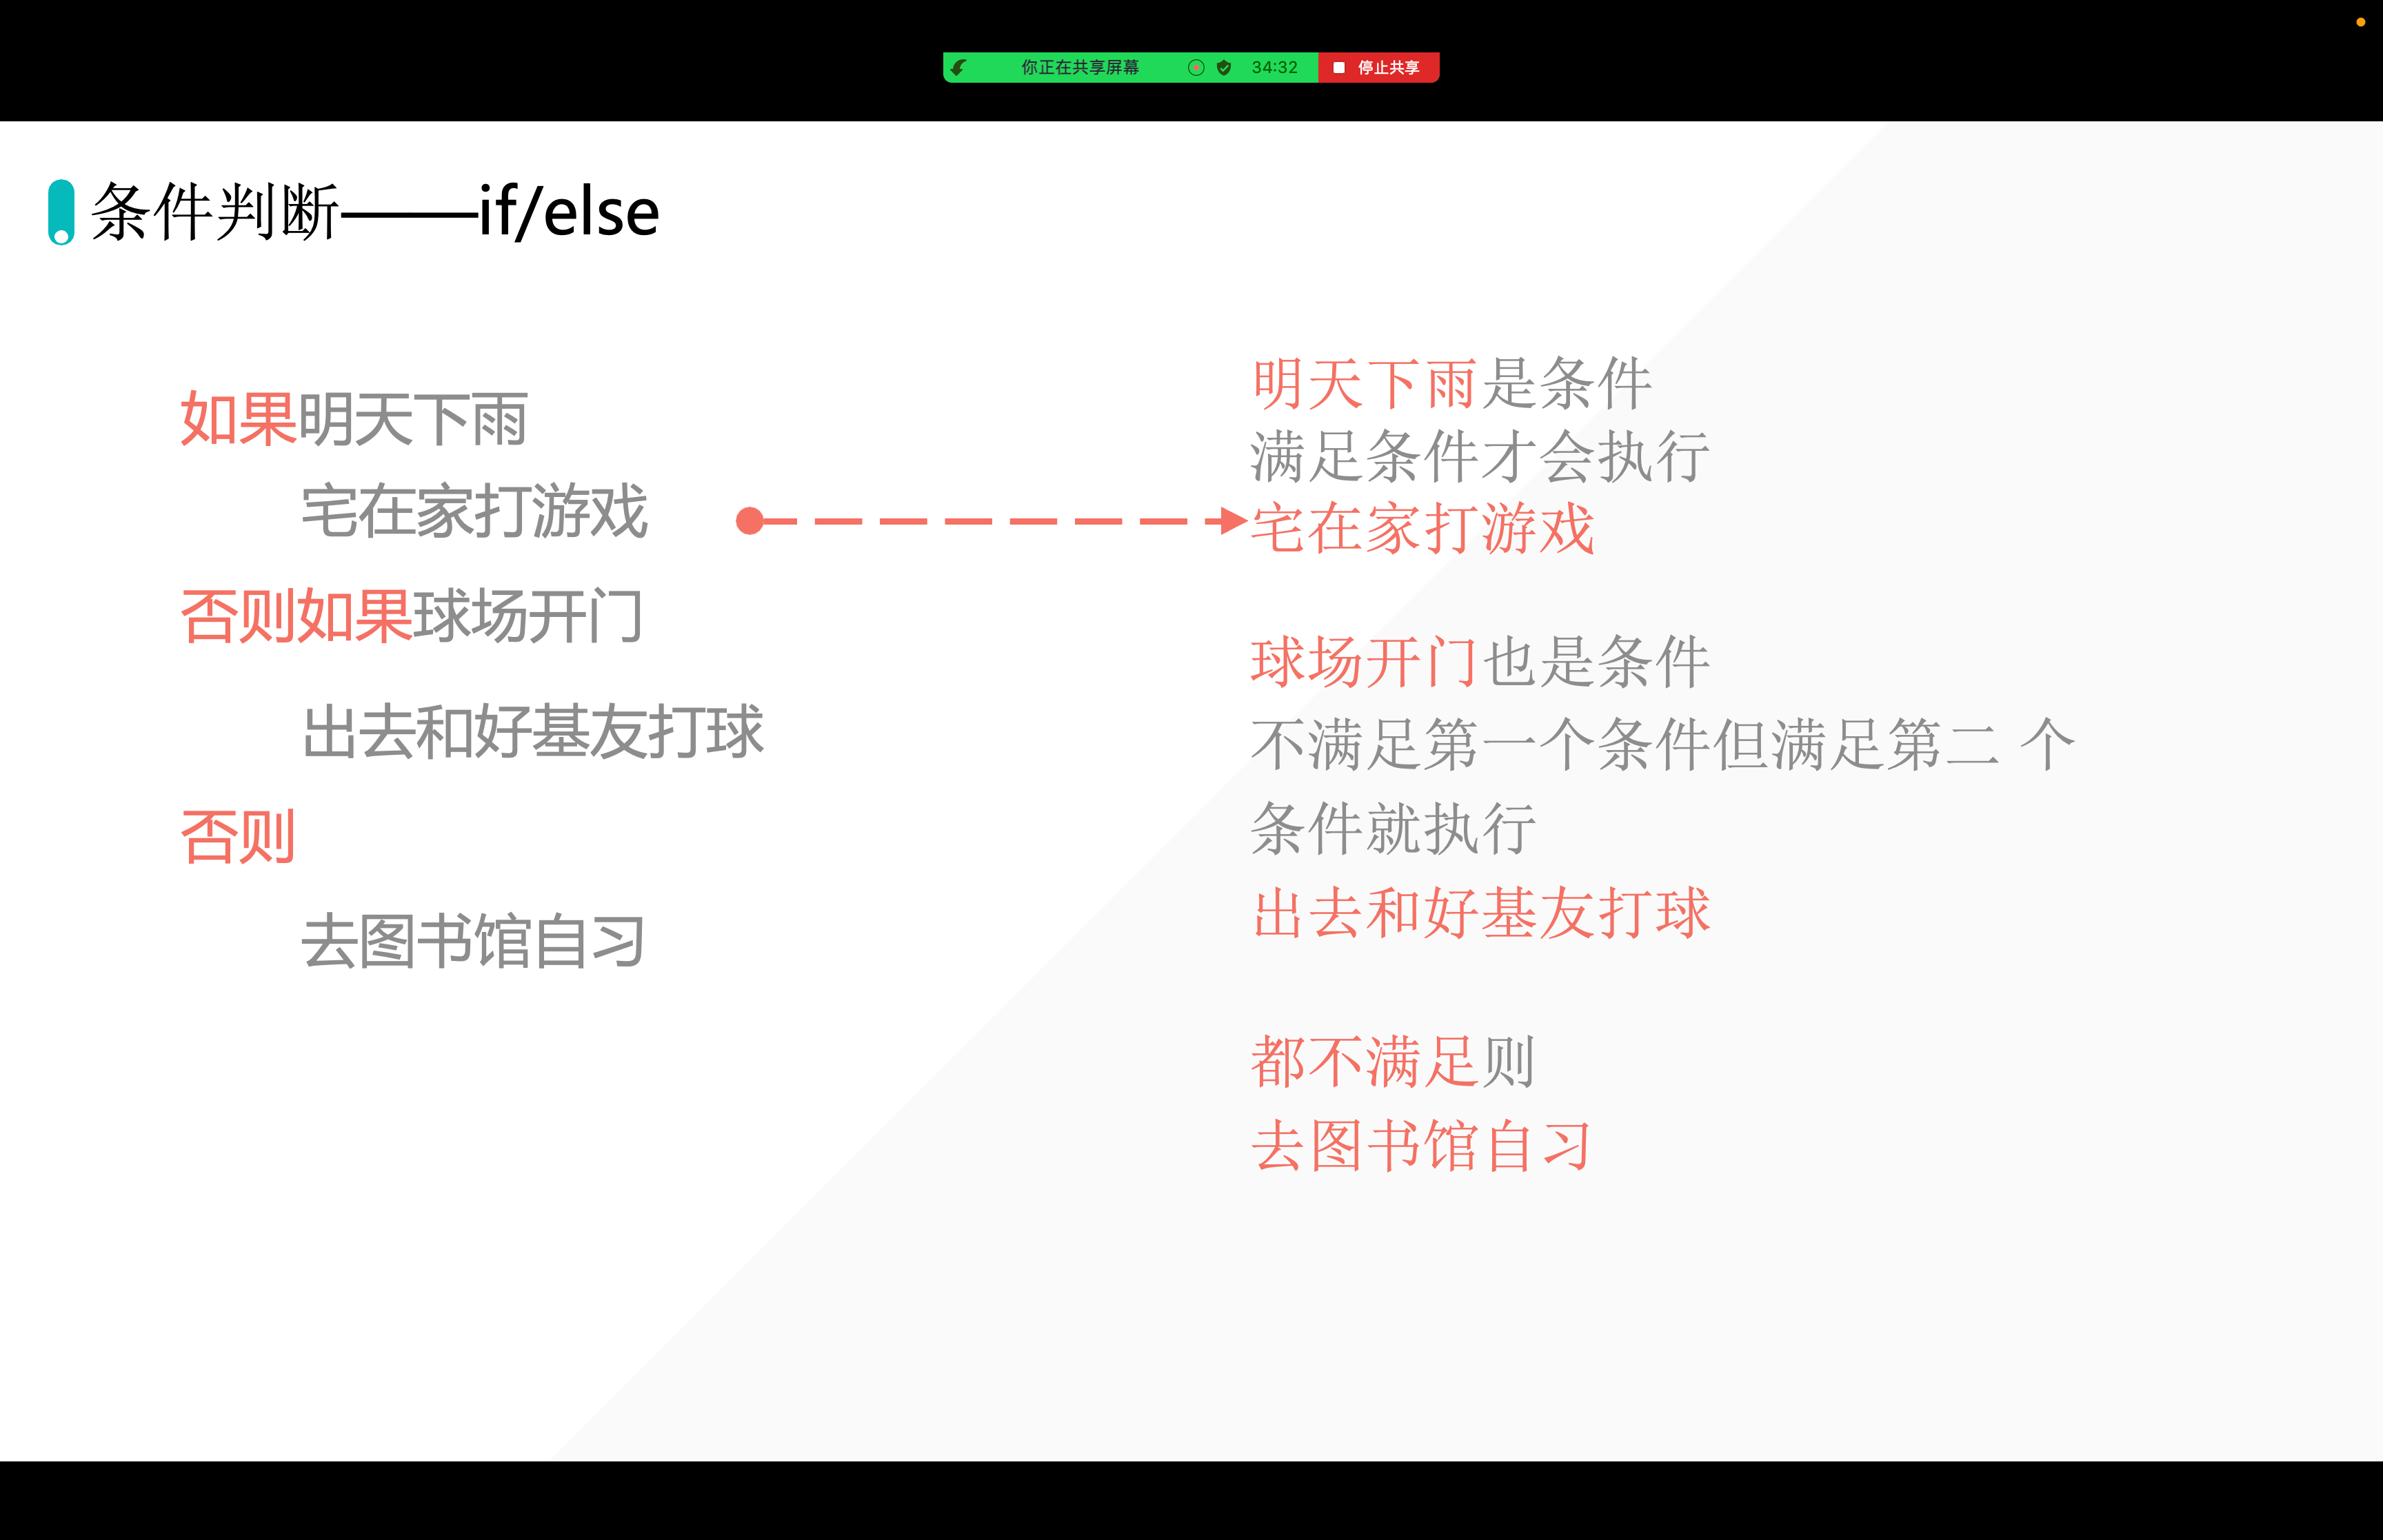 你正在共享屏幕 34:32 停止共享
条件判断——if/else
如果明天下雨
宅在家打游戏
否则如果球场开门
出去和好基友打球
否则
去图书馆自习
明天下雨是条件
满足条件才会执行
宅在家打游戏
球场开门也是条件
不满足第一个条件但满足第二 个
条件就执行
出去和好基友打球
都不满足则
去图书馆自习